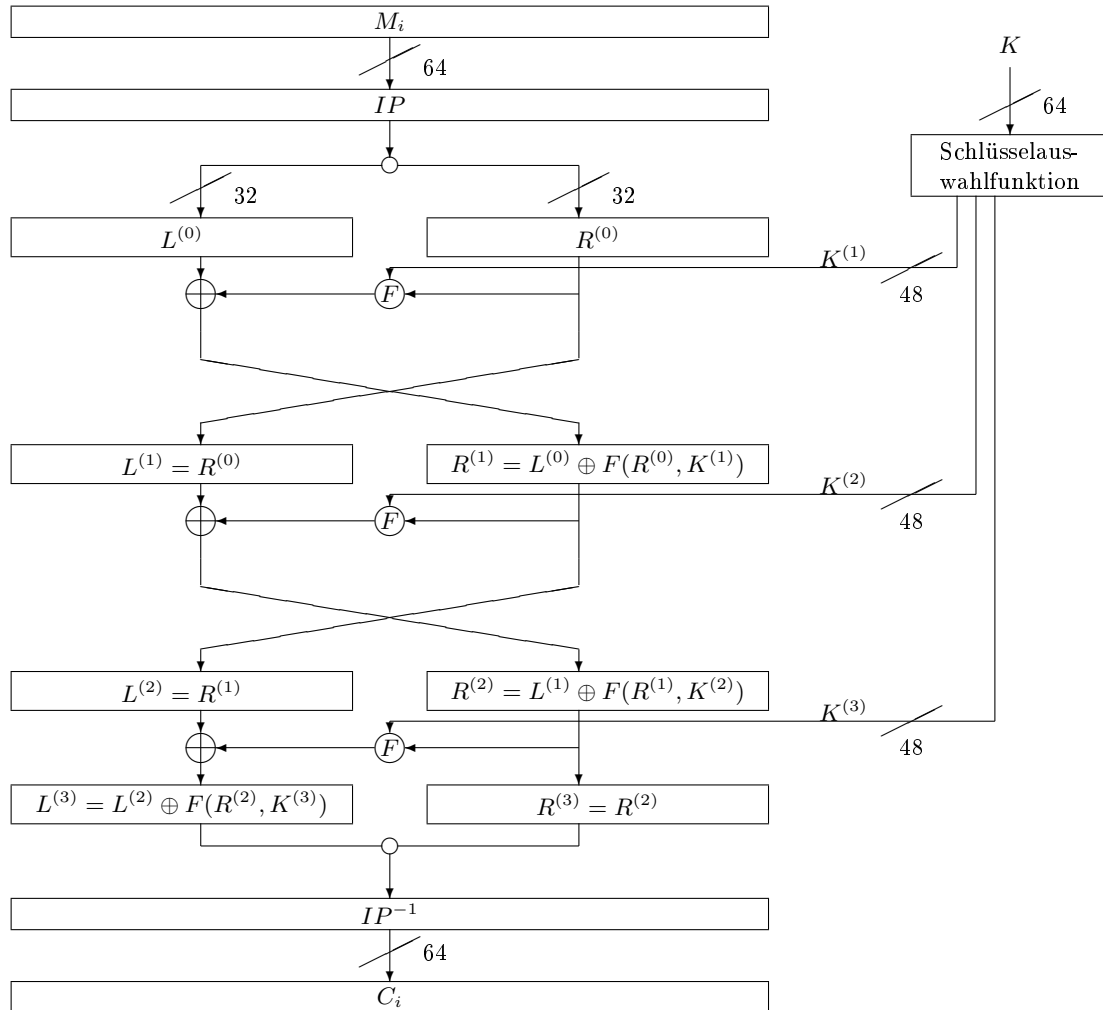 M_i
K
64
IP
64
Schlüsselaus-
wahlfunktion
32
32
L^{(0)}
R^{(0)}
K^{(1)}
F
48
L^{(1)} = R^{(0)}
R^{(1)} = L^{(0)} ⊕ F(R^{(0)}, K^{(1)})
K^{(2)}
F
48
L^{(2)} = R^{(1)}
R^{(2)} = L^{(1)} ⊕ F(R^{(1)}, K^{(2)})
K^{(3)}
F
48
L^{(3)} = L^{(2)} ⊕ F(R^{(2)}, K^{(3)})
R^{(3)} = R^{(2)}
IP^{-1}
64
C_i